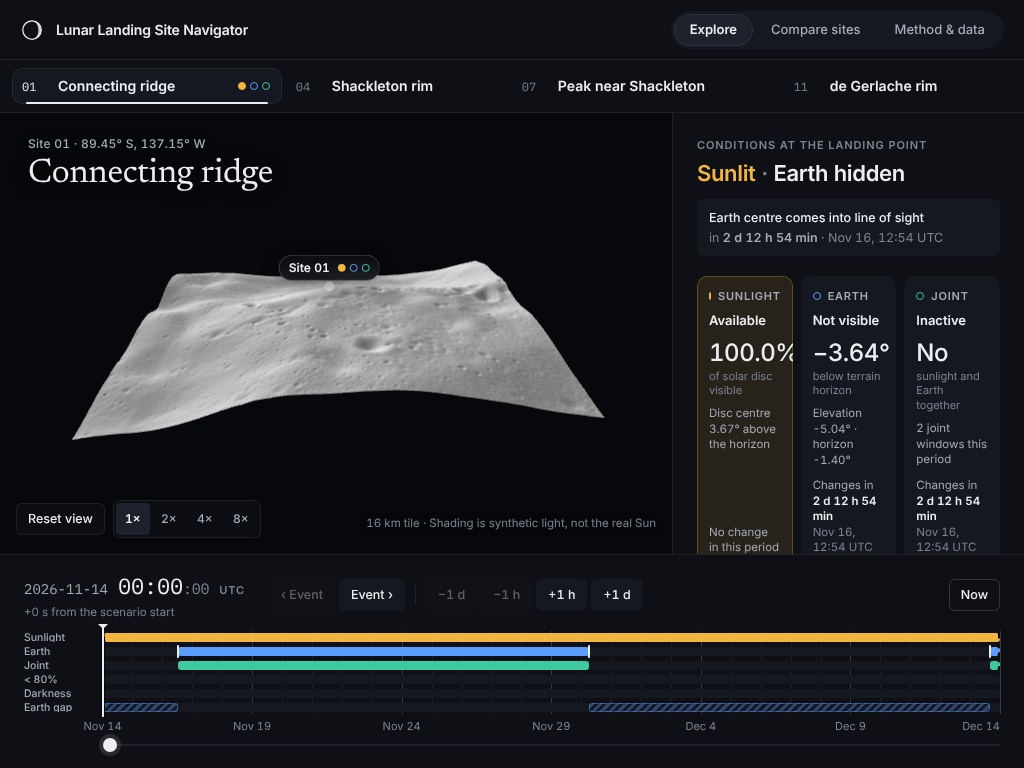 Lunar Landing Site Navigator
Explore
Compare sites
Method & data
01 Connecting ridge
04 Shackleton rim
07 Peak near Shackleton
11 de Gerlache rim
Site 01 · 89.45° S, 137.15° W
Connecting ridge
Site 01
Reset view
1×
2×
4×
8×
16 km tile · Shading is synthetic light, not the real Sun
CONDITIONS AT THE LANDING POINT
Sunlit · Earth hidden
Earth centre comes into line of sight
in 2 d 12 h 54 min · Nov 16, 12:54 UTC
SUNLIGHT
Available
100.0%
of solar disc
visible
Disc centre
3.67° above
the horizon
No change
in this period
EARTH
Not visible
−3.64°
below terrain
horizon
Elevation
-5.04° ·
horizon
-1.40°
Changes in
2 d 12 h 54
min
Nov 16,
12:54 UTC
JOINT
Inactive
No
sunlight and
Earth
together
2 joint
windows this
period
Changes in
2 d 12 h 54
min
Nov 16,
12:54 UTC
2026-11-14 00:00:00 UTC
+0 s from the scenario start
‹ Event
Event ›
−1 d
−1 h
+1 h
+1 d
Now
Sunlight
Earth
Joint
< 80%
Darkness
Earth gap
Nov 14
Nov 19
Nov 24
Nov 29
Dec 4
Dec 9
Dec 14